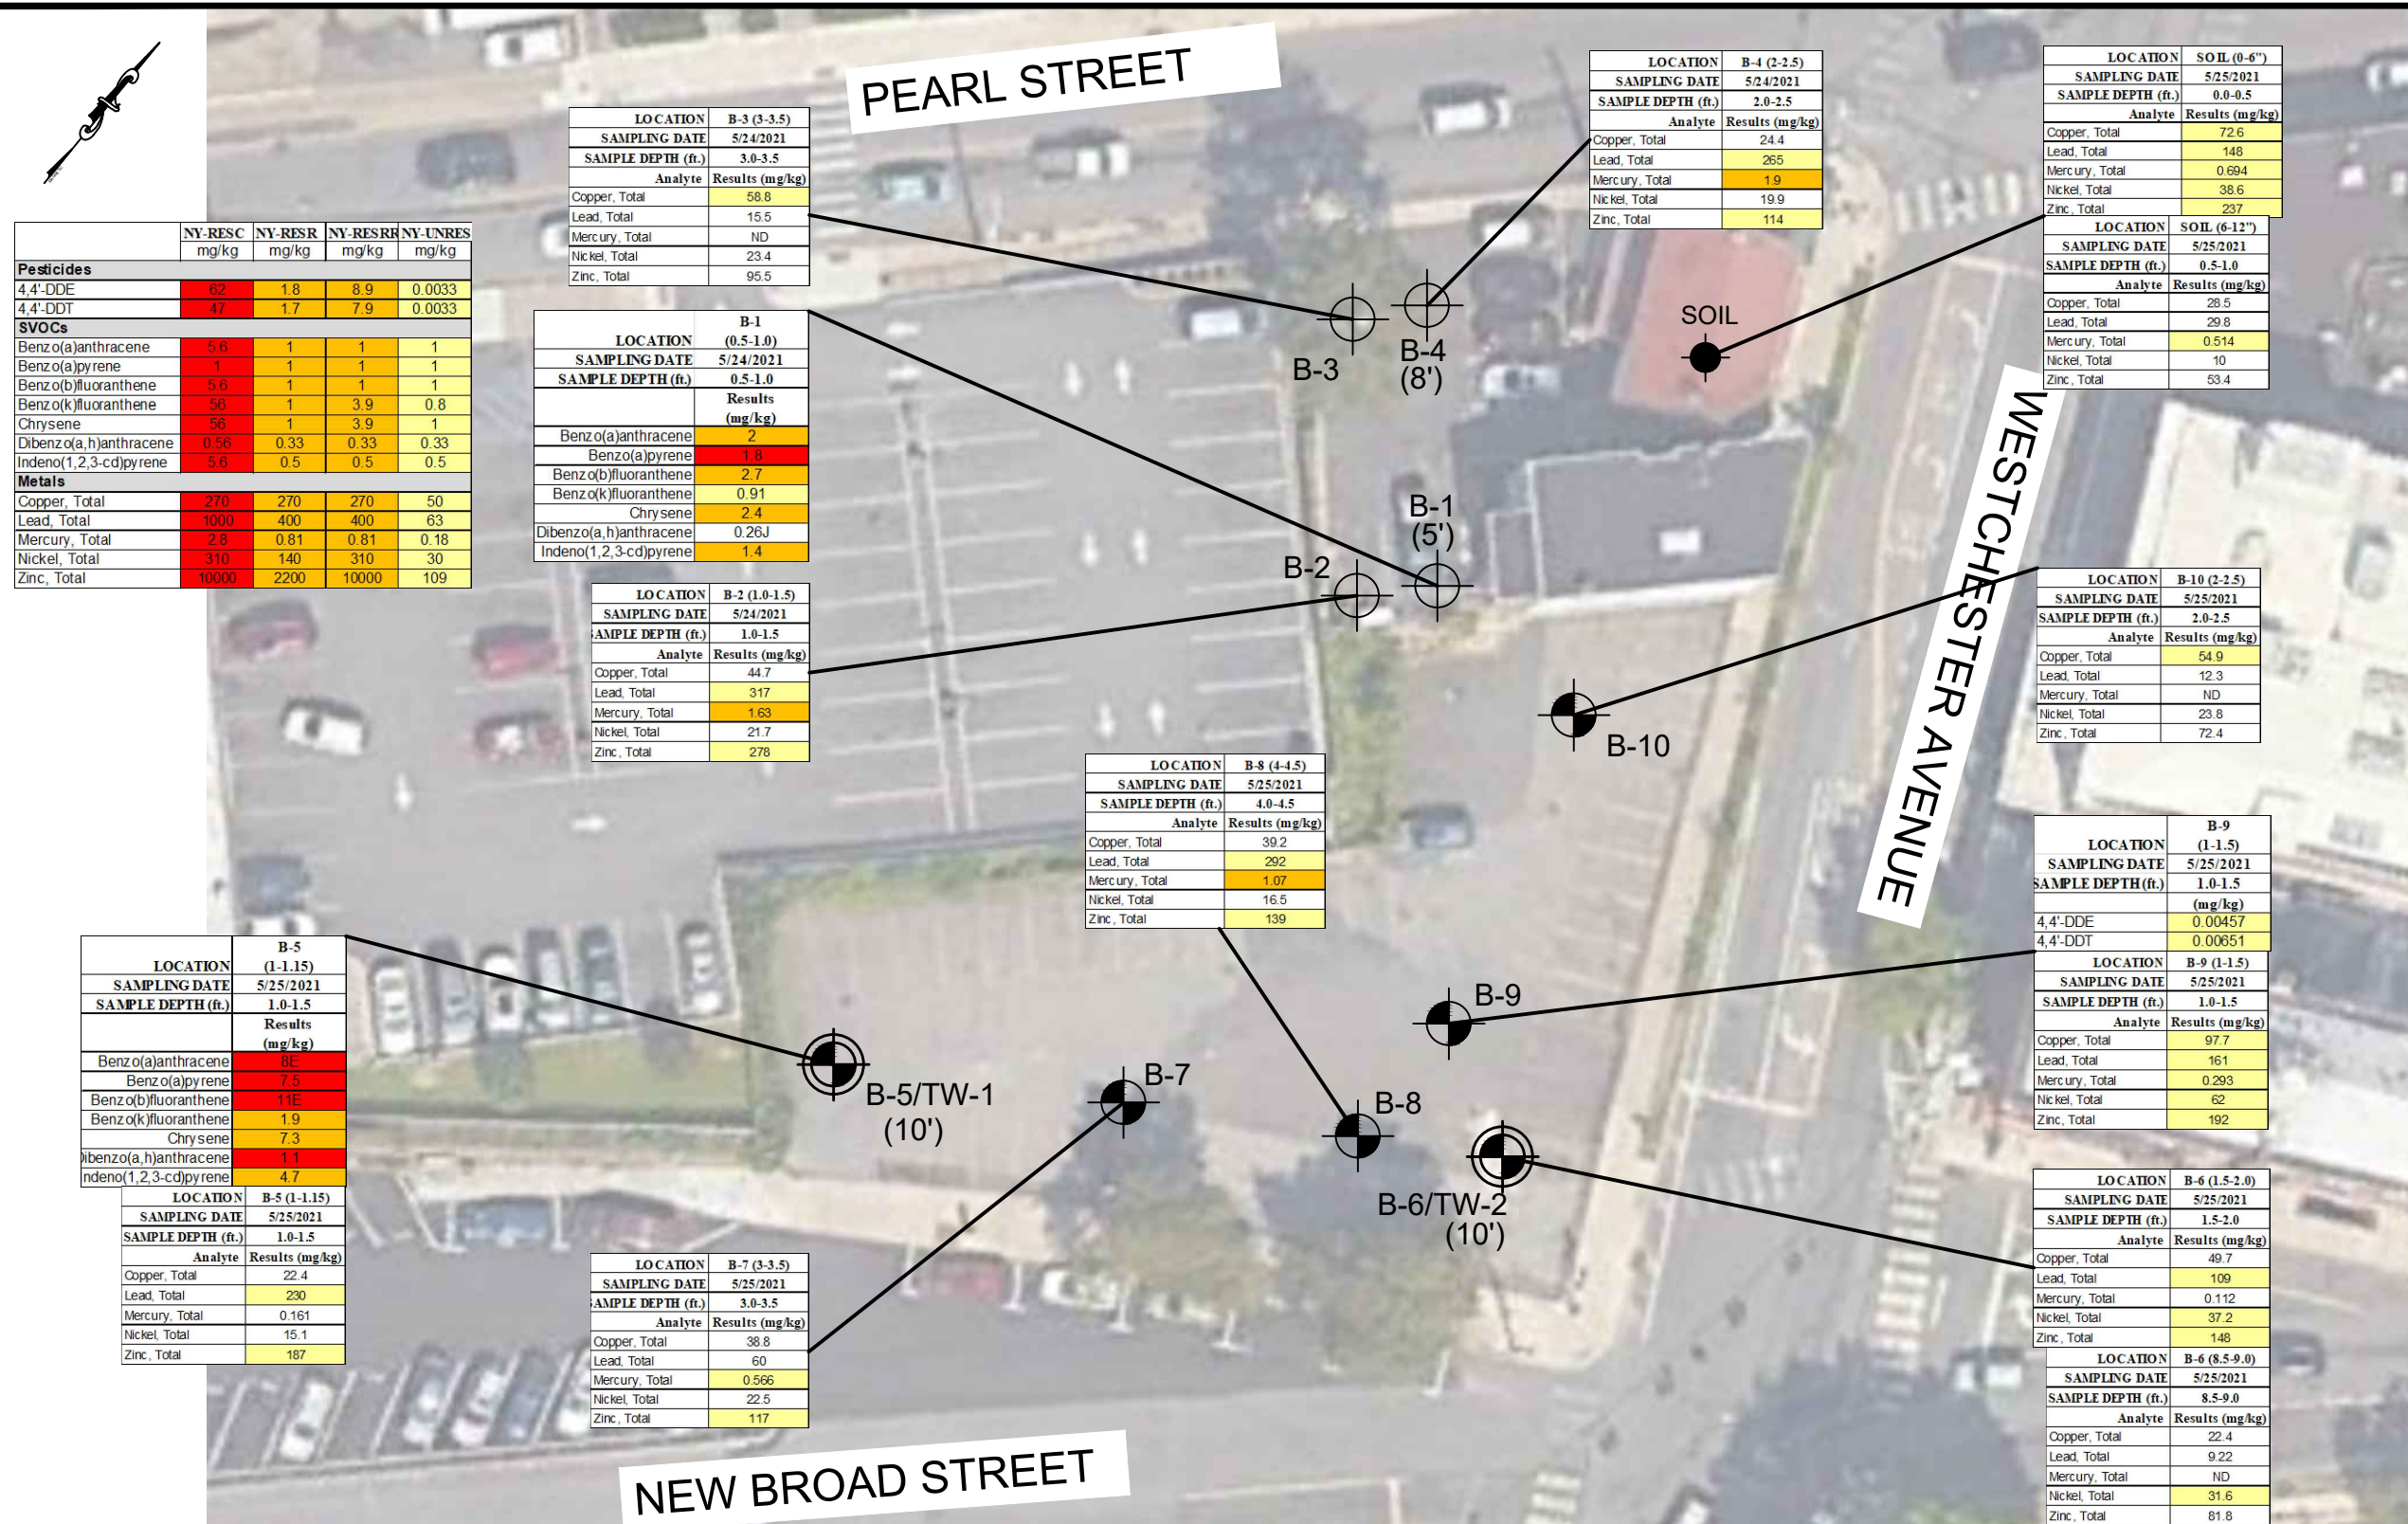 PEARL STREET
NY-RESC NY-RESR NY-RESRR NY-UNRES
mg/kg mg/kg mg/kg mg/kg
Pesticides
4,4'-DDE 62 1.8 8.9 0.0033
4,4'-DDT 47 1.7 7.9 0.0033
SVOCs
Benzo(a)anthracene 5.6 1 1 1
Benzo(a)pyrene 1 1 1 1
Benzo(b)fluoranthene 5.6 1 1 1
Benzo(k)fluoranthene 56 1 3.9 0.8
Chrysene 56 1 3.9 1
Dibenzo(a,h)anthracene 0.56 0.33 0.33 0.33
Indeno(1,2,3-cd)pyrene 5.6 0.5 0.5 0.5
Metals
Copper, Total 270 270 270 50
Lead, Total 1000 400 400 63
Mercury, Total 2.8 0.81 0.81 0.18
Nickel, Total 310 140 310 30
Zinc, Total 10000 2200 10000 109
LOCATION B-3 (3-3.5)
SAMPLING DATE 5/24/2021
SAMPLE DEPTH (ft.) 3.0-3.5
Analyte Results (mg/kg)
Copper, Total 58.8
Lead, Total 15.5
Mercury, Total ND
Nickel, Total 23.4
Zinc, Total 95.5
B-1
LOCATION (0.5-1.0)
SAMPLING DATE 5/24/2021
SAMPLE DEPTH (ft.) 0.5-1.0
Results
(mg/kg)
Benzo(a)anthracene 2
Benzo(a)pyrene 1.8
Benzo(b)fluoranthene 2.7
Benzo(k)fluoranthene 0.91
Chrysene 2.4
Dibenzo(a,h)anthracene 0.26J
Indeno(1,2,3-cd)pyrene 1.4
LOCATION B-2 (1.0-1.5)
SAMPLING DATE 5/24/2021
AMPLE DEPTH (ft.) 1.0-1.5
Analyte Results (mg/kg)
Copper, Total 44.7
Lead, Total 317
Mercury, Total 1.63
Nickel, Total 21.7
Zinc, Total 278
LOCATION B-4 (2-2.5)
SAMPLING DATE 5/24/2021
SAMPLE DEPTH (ft.) 2.0-2.5
Analyte Results (mg/kg)
Copper, Total 24.4
Lead, Total 265
Mercury, Total 1.9
Nickel, Total 19.9
Zinc, Total 114
LOCATION SOIL (0-6")
SAMPLING DATE 5/25/2021
SAMPLE DEPTH (ft.) 0.0-0.5
Analyte Results (mg/kg)
Copper, Total 72.6
Lead, Total 148
Mercury, Total 0.694
Nickel, Total 38.6
Zinc, Total 237
LOCATION SOIL (6-12")
SAMPLING DATE 5/25/2021
SAMPLE DEPTH (ft.) 0.5-1.0
Analyte Results (mg/kg)
Copper, Total 28.5
Lead, Total 29.8
Mercury, Total 0.514
Nickel, Total 10
Zinc, Total 53.4
SOIL
B-3
B-4
(8')
B-1
(5')
B-2
B-10
WESTCHESTER AVENUE
LOCATION B-10 (2-2.5)
SAMPLING DATE 5/25/2021
SAMPLE DEPTH (ft.) 2.0-2.5
Analyte Results (mg/kg)
Copper, Total 54.9
Lead, Total 12.3
Mercury, Total ND
Nickel, Total 23.8
Zinc, Total 72.4
LOCATION B-8 (4-4.5)
SAMPLING DATE 5/25/2021
SAMPLE DEPTH (ft.) 4.0-4.5
Analyte Results (mg/kg)
Copper, Total 39.2
Lead, Total 292
Mercury, Total 1.07
Nickel, Total 16.5
Zinc, Total 139
B-9
LOCATION (1-1.5)
SAMPLING DATE 5/25/2021
SAMPLE DEPTH (ft.) 1.0-1.5
(mg/kg)
4,4'-DDE 0.00457
4,4'-DDT 0.00651
LOCATION B-9 (1-1.5)
SAMPLING DATE 5/25/2021
SAMPLE DEPTH (ft.) 1.0-1.5
Analyte Results (mg/kg)
Copper, Total 97.7
Lead, Total 161
Mercury, Total 0.293
Nickel, Total 62
Zinc, Total 192
B-5
LOCATION (1-1.15)
SAMPLING DATE 5/25/2021
SAMPLE DEPTH (ft.) 1.0-1.5
Results
(mg/kg)
Benzo(a)anthracene 8E
Benzo(a)pyrene 7.5
Benzo(b)fluoranthene 11E
Benzo(k)fluoranthene 1.9
Chrysene 7.3
Dibenzo(a,h)anthracene 1.1
ndeno(1,2,3-cd)pyrene 4.7
LOCATION B-5 (1-1.15)
SAMPLING DATE 5/25/2021
SAMPLE DEPTH (ft.) 1.0-1.5
Analyte Results (mg/kg)
Copper, Total 22.4
Lead, Total 230
Mercury, Total 0.161
Nickel, Total 15.1
Zinc, Total 187
B-9
B-7
B-5/TW-1
(10')
B-8
B-6/TW-2
(10')
LOCATION B-7 (3-3.5)
SAMPLING DATE 5/25/2021
AMPLE DEPTH (ft.) 3.0-3.5
Analyte Results (mg/kg)
Copper, Total 38.8
Lead, Total 60
Mercury, Total 0.566
Nickel, Total 22.5
Zinc, Total 117
LOCATION B-6 (1.5-2.0)
SAMPLING DATE 5/25/2021
SAMPLE DEPTH (ft.) 1.5-2.0
Analyte Results (mg/kg)
Copper, Total 49.7
Lead, Total 109
Mercury, Total 0.112
Nickel, Total 37.2
Zinc, Total 148
LOCATION B-6 (8.5-9.0)
SAMPLING DATE 5/25/2021
SAMPLE DEPTH (ft.) 8.5-9.0
Analyte Results (mg/kg)
Copper, Total 22.4
Lead, Total 9.22
Mercury, Total ND
Nickel, Total 31.6
Zinc, Total 81.8
NEW BROAD STREET